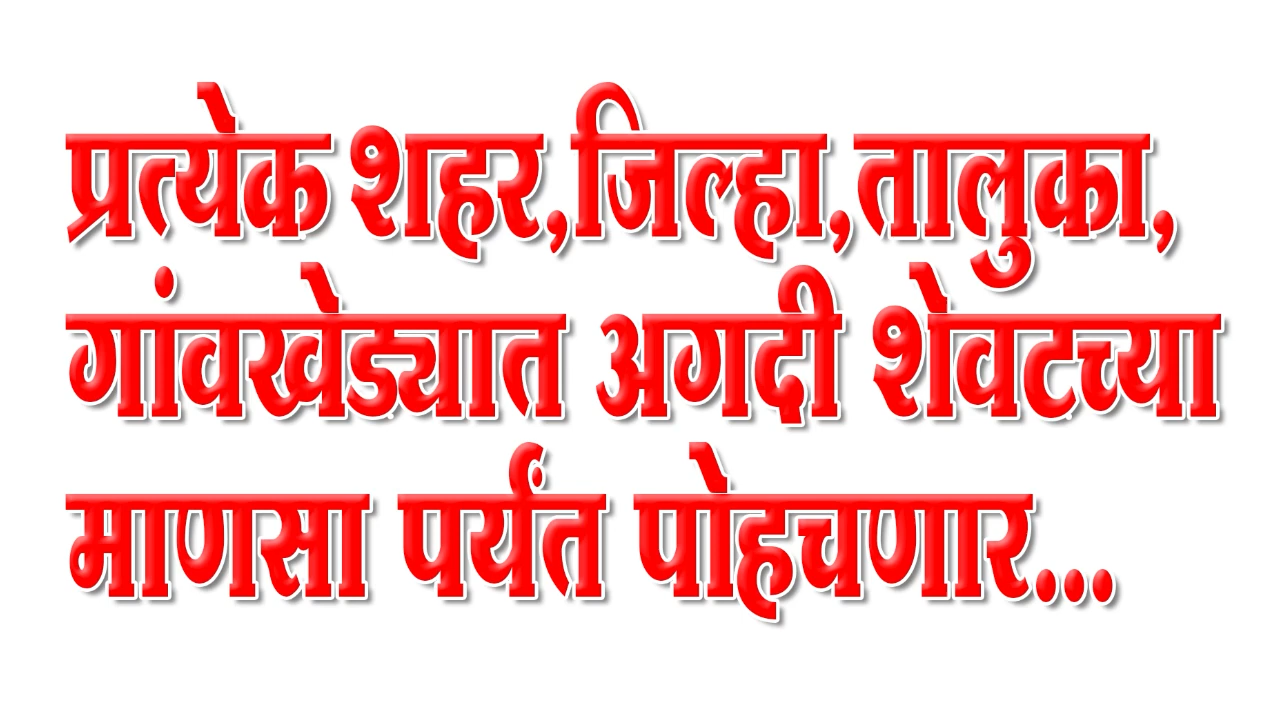 प्रत्येक शहर,जिल्हा,तालुका,
गांवखेड्यात अगदी शेवटच्या
माणसा पर्यंत पोहचणार...